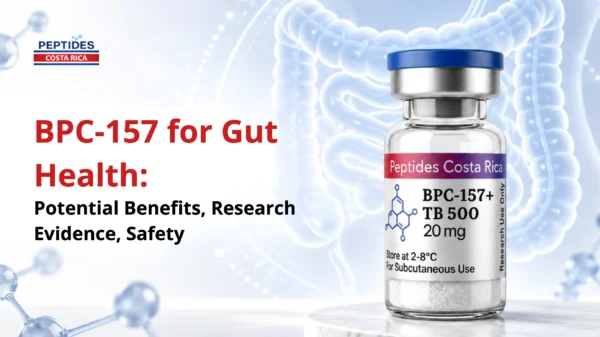 PEPTIDES
COSTA RICA
BPC-157 for Gut
Health:
Potential Benefits, Research
Evidence, Safety
Peptides Costa Rica
BPC-157+
TB 500
20 mg
Store at 2-8°C
For Subcutaneous Use
Research Use Only